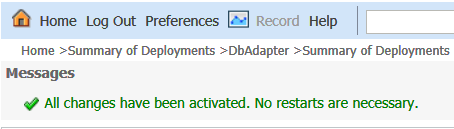 Home Log Out Preferences Record Help
Home >Summary of Deployments >DbAdapter >Summary of Deployments
Messages
All changes have been activated. No restarts are necessary.